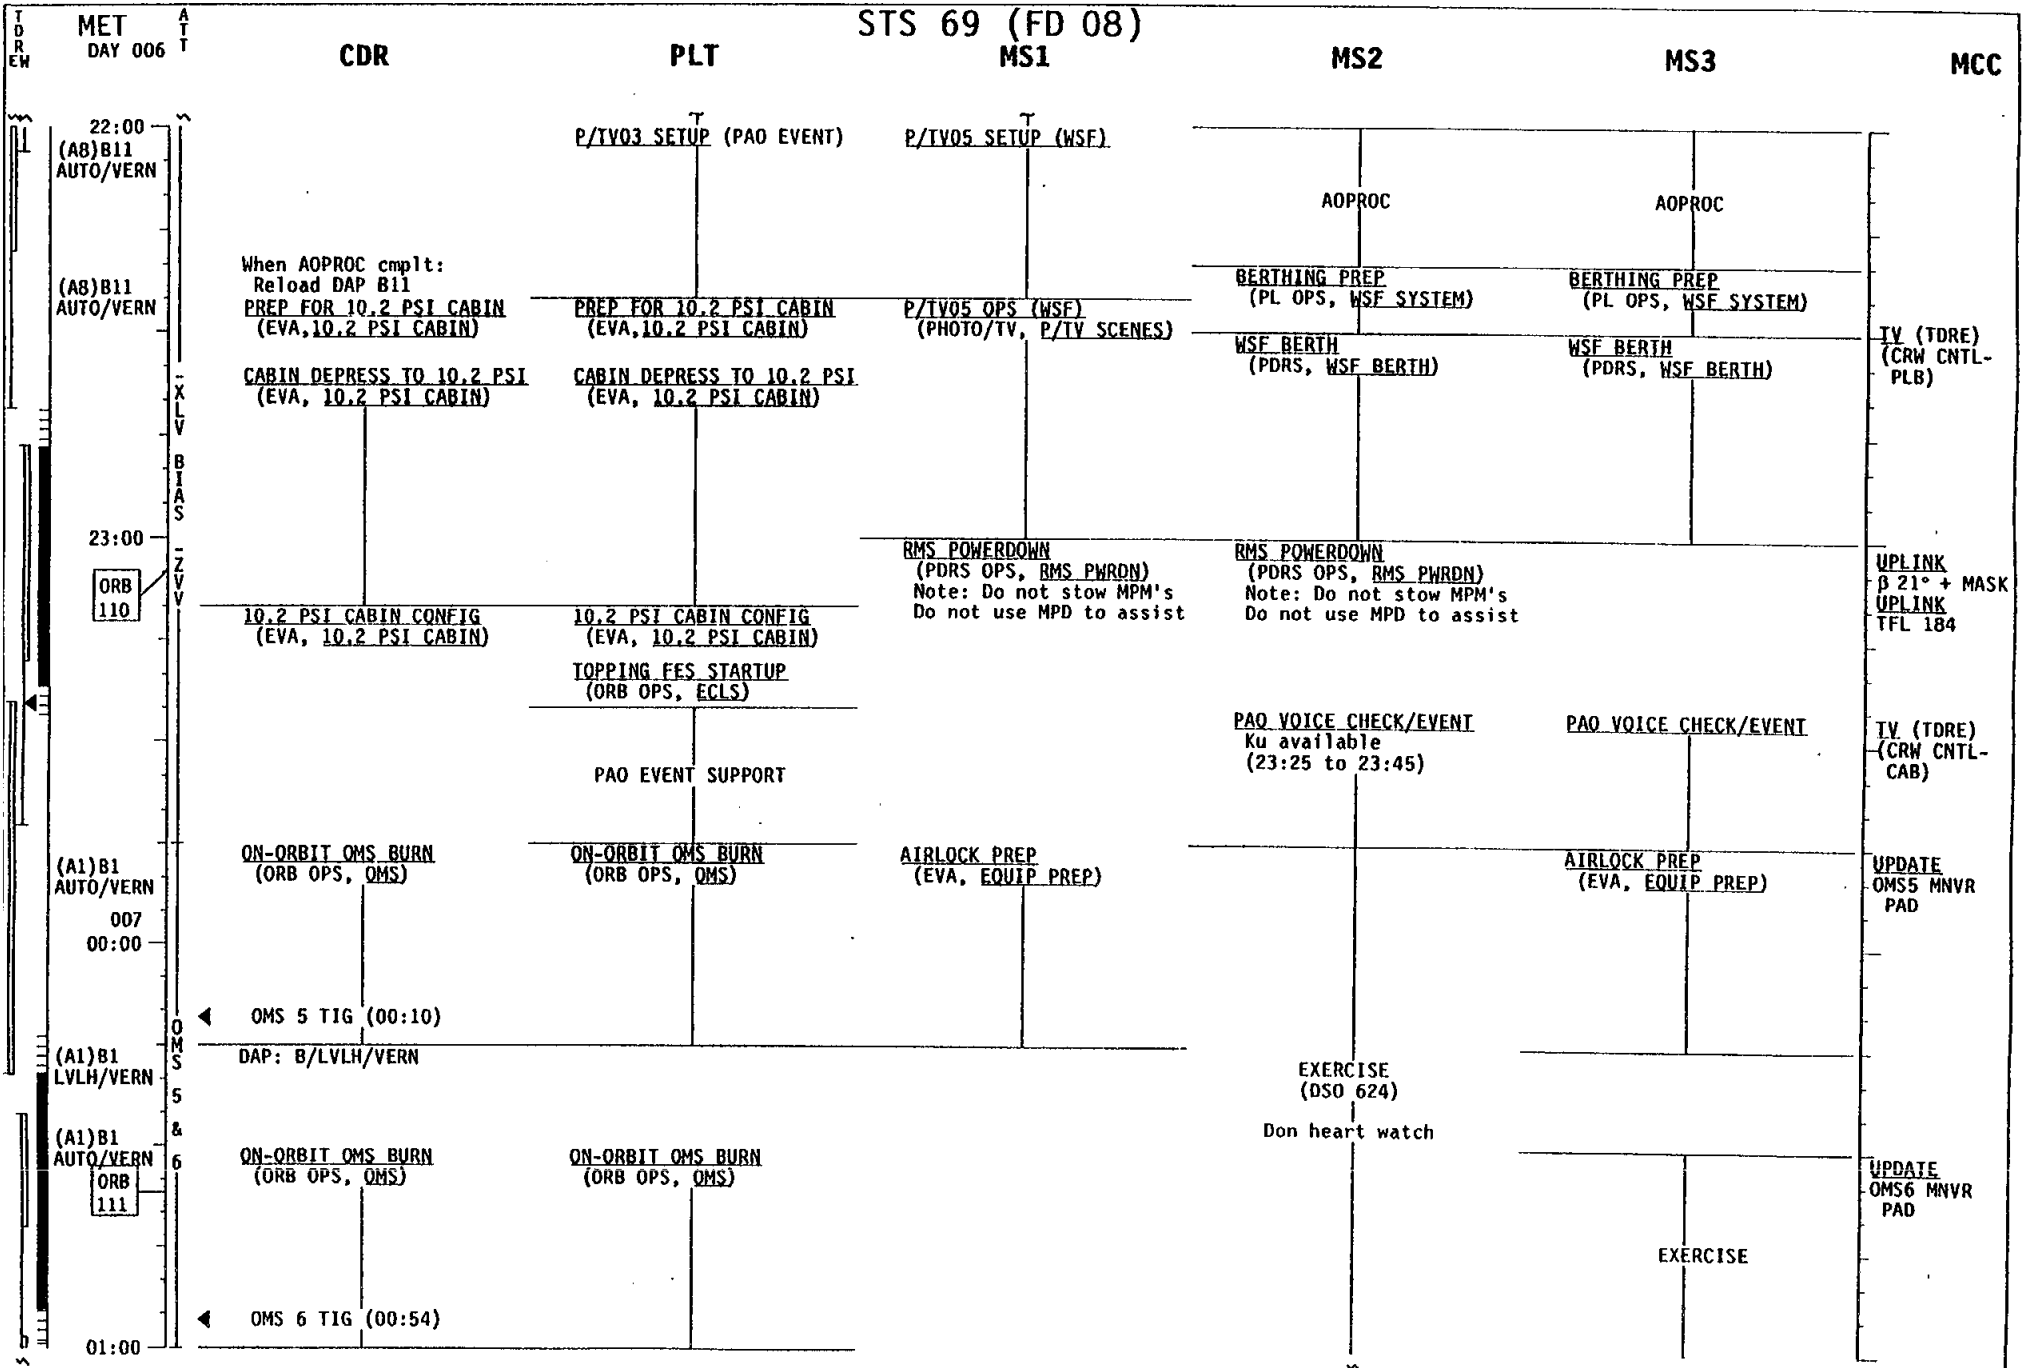 STS 69 (FD 08)
TDRE W
MET
DAY 006
ATT
CDR
PLT
MS1
MS2
MS3
MCC
22:00
(A8)B11
AUTO/VERN
(A8)B11
AUTO/VERN
23:00
ORB
110
(A1)B1
AUTO/VERN
007
00:00
(A1)B1
LVLH/VERN
(A1)B1
AUTO/VERN
ORB
111
01:00
-XLV BIAS -ZVV
OMS 5 & 6
When AOPROC cmplt:
Reload DAP B11
PREP FOR 10.2 PSI CABIN
(EVA,10.2 PSI CABIN)
CABIN DEPRESS TO 10.2 PSI
(EVA, 10.2 PSI CABIN)
10.2 PSI CABIN CONFIG
(EVA, 10.2 PSI CABIN)
ON-ORBIT OMS BURN
(ORB OPS, OMS)
OMS 5 TIG (00:10)
DAP: B/LVLH/VERN
ON-ORBIT OMS BURN
(ORB OPS, OMS)
OMS 6 TIG (00:54)
P/TV03 SETUP (PAO EVENT)
PREP FOR 10.2 PSI CABIN
(EVA,10.2 PSI CABIN)
CABIN DEPRESS TO 10.2 PSI
(EVA, 10.2 PSI CABIN)
10.2 PSI CABIN CONFIG
(EVA, 10.2 PSI CABIN)
TOPPING FES STARTUP
(ORB OPS, ECLS)
PAO EVENT SUPPORT
ON-ORBIT OMS BURN
(ORB OPS, OMS)
ON-ORBIT OMS BURN
(ORB OPS, OMS)
P/TV05 SETUP (WSF)
P/TV05 OPS (WSF)
(PHOTO/TV, P/TV SCENES)
RMS POWERDOWN
(PDRS OPS, RMS PWRDN)
Note: Do not stow MPM's
Do not use MPD to assist
AIRLOCK PREP
(EVA, EQUIP PREP)
AOPROC
BERTHING PREP
(PL OPS, WSF SYSTEM)
WSF BERTH
(PDRS, WSF BERTH)
RMS POWERDOWN
(PDRS OPS, RMS PWRDN)
Note: Do not stow MPM's
Do not use MPD to assist
PAO VOICE CHECK/EVENT
Ku available
(23:25 to 23:45)
EXERCISE
(DSO 624)
Don heart watch
AOPROC
BERTHING PREP
(PL OPS, WSF SYSTEM)
WSF BERTH
(PDRS, WSF BERTH)
PAO VOICE CHECK/EVENT
AIRLOCK PREP
(EVA, EQUIP PREP)
EXERCISE
TV (TDRE)
(CRW CNTL-
PLB)
UPLINK
β 21° + MASK
UPLINK
TFL 184
TV (TDRE)
(CRW CNTL-
CAB)
UPDATE
OMS5 MNVR
PAD
UPDATE
OMS6 MNVR
PAD